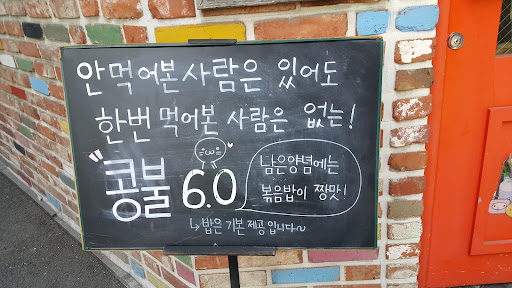 안 먹어본 사람은 있어도
한번 먹어본 사람은 없는!
"콩불 6.0
남은양념에는
볶음밥이 짱맛!
↳ 밥은 기본 제공 입니다~